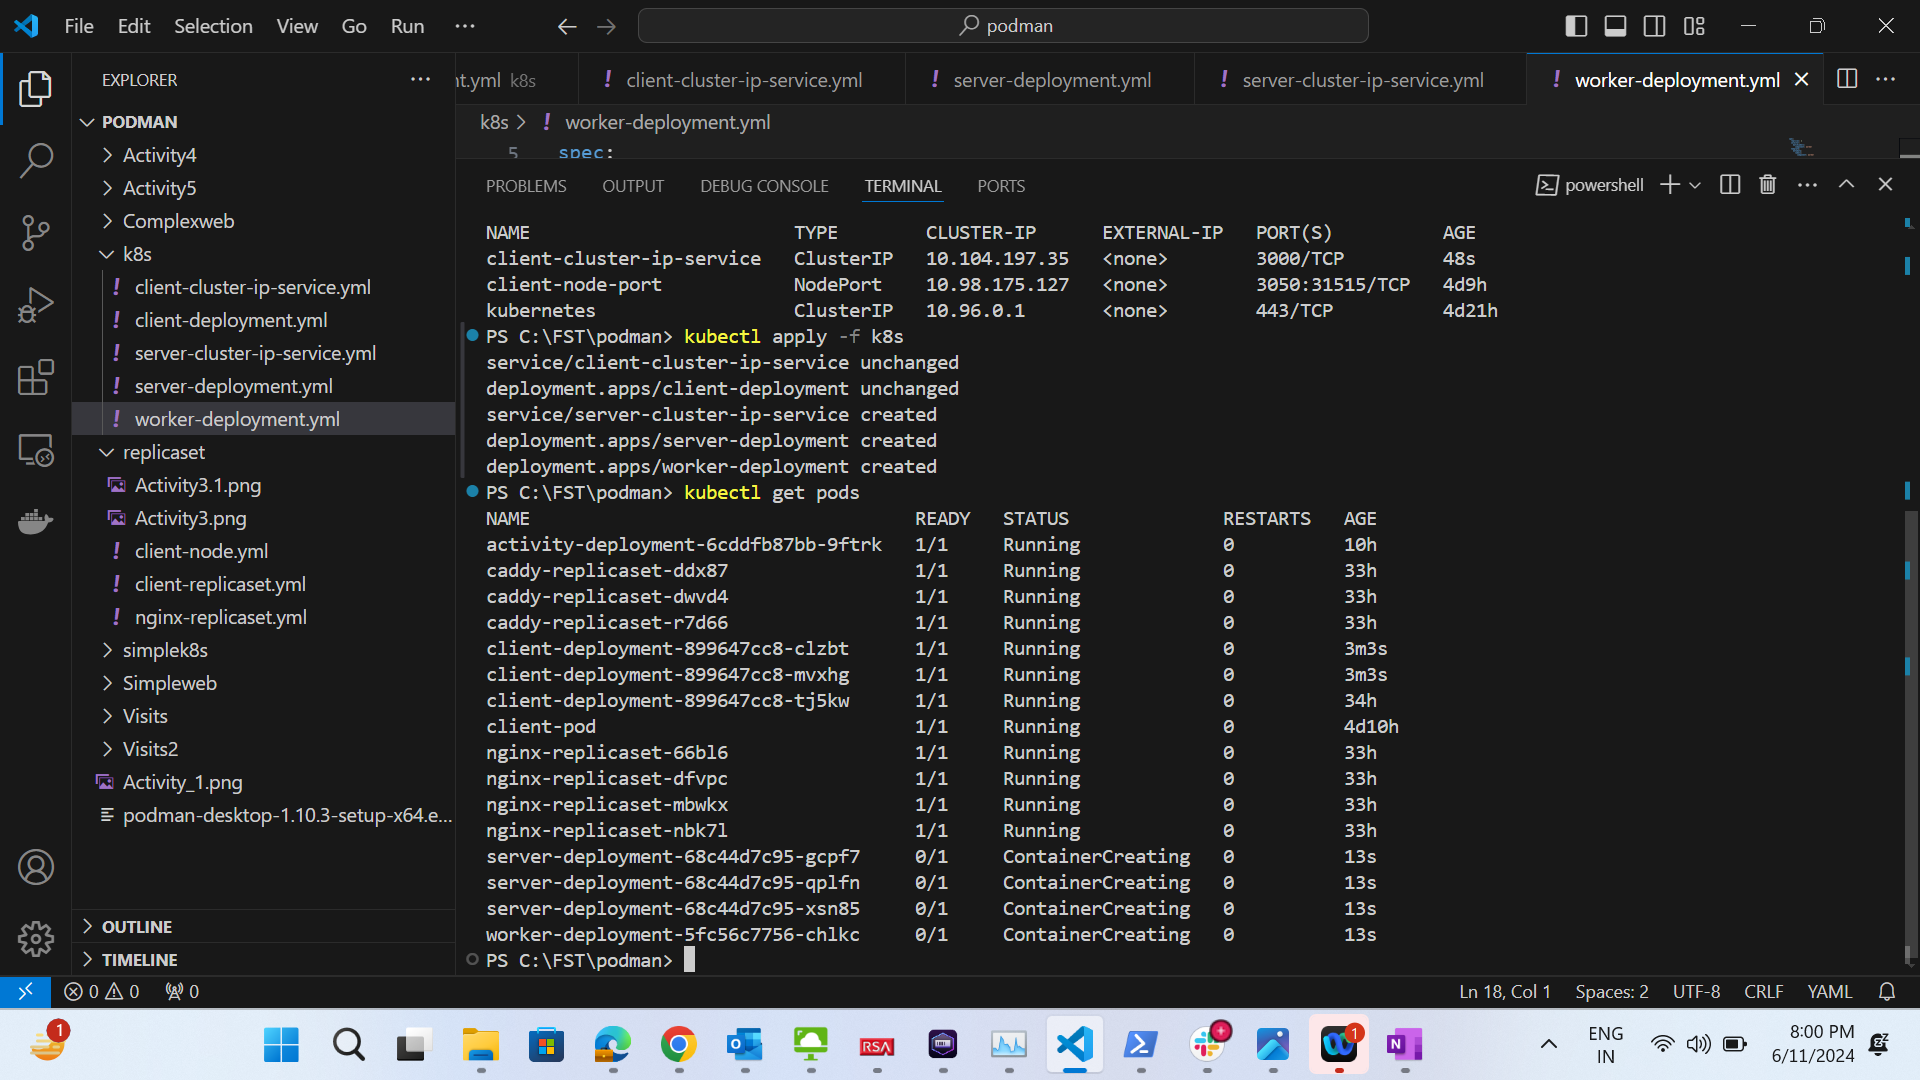 File Edit Selection View Go Run ···
podman
EXPLORER ···
PODMAN
Activity4
Activity5
Complexweb
k8s
! client-cluster-ip-service.yml
! client-deployment.yml
! server-cluster-ip-service.yml
! server-deployment.yml
! worker-deployment.yml
replicaset
Activity3.1.png
Activity3.png
! client-node.yml
! client-replicaset.yml
! nginx-replicaset.yml
simplek8s
Simpleweb
Visits
Visits2
Activity_1.png
podman-desktop-1.10.3-setup-x64.e...
OUTLINE
TIMELINE
nt.yml k8s ! client-cluster-ip-service.yml ! server-deployment.yml ! server-cluster-ip-service.yml ! worker-deployment.yml
k8s > ! worker-deployment.yml
5 spec:
PROBLEMS OUTPUT DEBUG CONSOLE TERMINAL PORTS powershell
NAME TYPE CLUSTER-IP EXTERNAL-IP PORT(S) AGE
client-cluster-ip-service ClusterIP 10.104.197.35 <none> 3000/TCP 48s
client-node-port NodePort 10.98.175.127 <none> 3050:31515/TCP 4d9h
kubernetes ClusterIP 10.96.0.1 <none> 443/TCP 4d21h
PS C:\FST\podman> kubectl apply -f k8s
service/client-cluster-ip-service unchanged
deployment.apps/client-deployment unchanged
service/server-cluster-ip-service created
deployment.apps/server-deployment created
deployment.apps/worker-deployment created
PS C:\FST\podman> kubectl get pods
NAME READY STATUS RESTARTS AGE
activity-deployment-6cddfb87bb-9ftrk 1/1 Running 0 10h
caddy-replicaset-ddx87 1/1 Running 0 33h
caddy-replicaset-dwvd4 1/1 Running 0 33h
caddy-replicaset-r7d66 1/1 Running 0 33h
client-deployment-899647cc8-clzbt 1/1 Running 0 3m3s
client-deployment-899647cc8-mvxhg 1/1 Running 0 3m3s
client-deployment-899647cc8-tj5kw 1/1 Running 0 34h
client-pod 1/1 Running 0 4d10h
nginx-replicaset-66bl6 1/1 Running 0 33h
nginx-replicaset-dfvpc 1/1 Running 0 33h
nginx-replicaset-mbwkx 1/1 Running 0 33h
nginx-replicaset-nbk7l 1/1 Running 0 33h
server-deployment-68c44d7c95-gcpf7 0/1 ContainerCreating 0 13s
server-deployment-68c44d7c95-qplfn 0/1 ContainerCreating 0 13s
server-deployment-68c44d7c95-xsn85 0/1 ContainerCreating 0 13s
worker-deployment-5fc56c7756-chlkc 0/1 ContainerCreating 0 13s
PS C:\FST\podman>
0 0 0 Ln 18, Col 1 Spaces: 2 UTF-8 CRLF YAML
1 RSA 1 ENG 8:00 PM
IN 6/11/2024